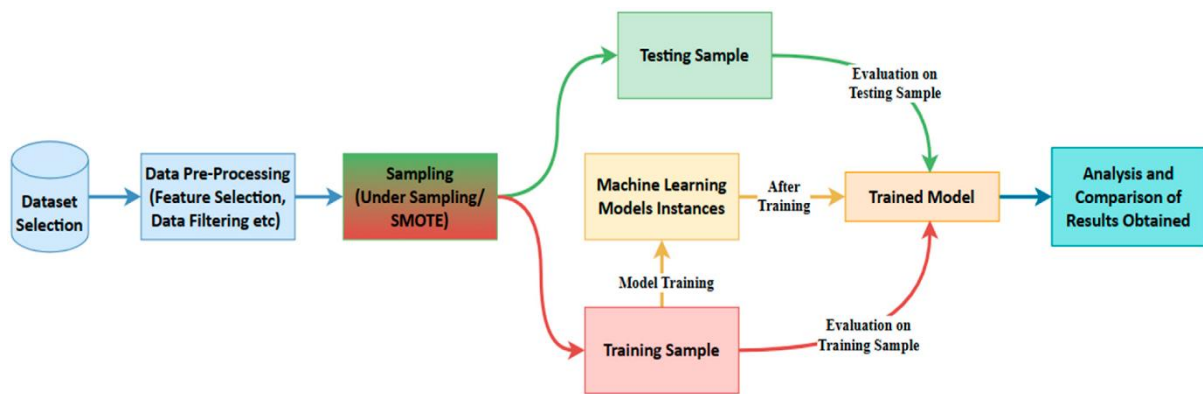 Dataset
Selection
Data Pre-Processing
(Feature Selection,
Data Filtering etc)
Sampling
(Under Sampling/
SMOTE)
Testing Sample
Evaluation on
Testing Sample
Machine Learning
Models Instances
After
Training
Trained Model
Analysis and
Comparison of
Results Obtained
Model Training
Training Sample
Evaluation on
Training Sample